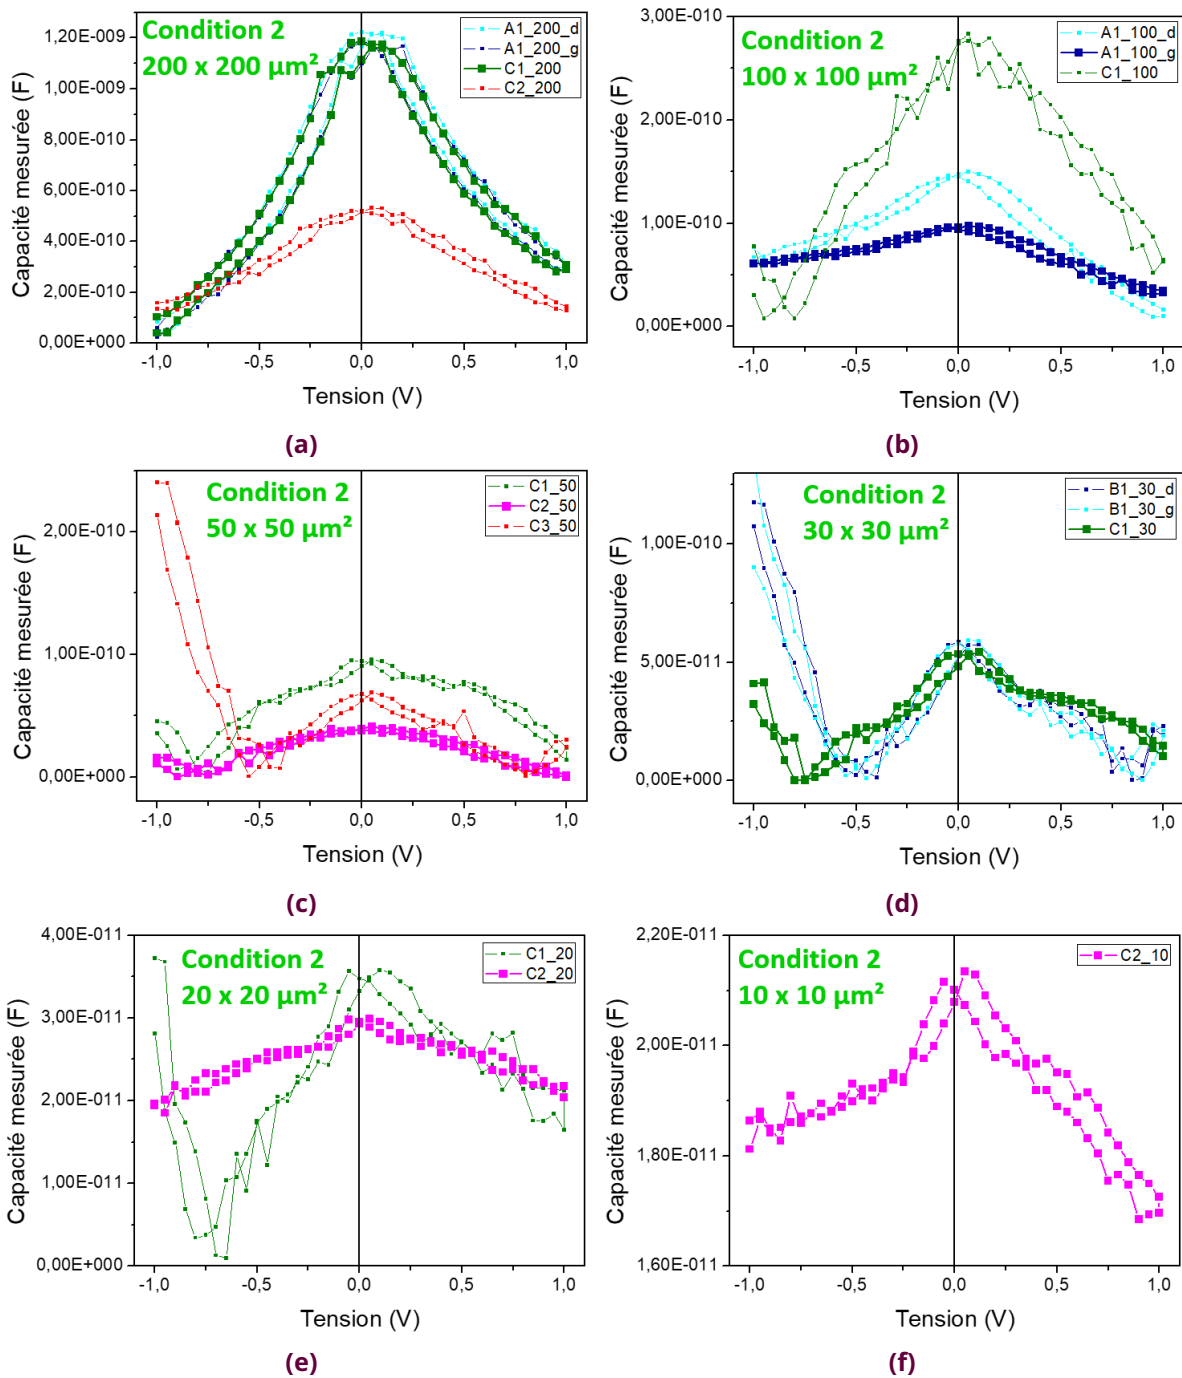 Condition 2
200 x 200 µm²
A1_200_d
A1_200_g
C1_200
C2_200
Capacité mesurée (F)
1,20E-009
1,00E-009
8,00E-010
6,00E-010
4,00E-010
2,00E-010
0,00E+000
-1,0
-0,5
0,0
0,5
1,0
Tension (V)
(a)
Condition 2
100 x 100 µm²
A1_100_d
A1_100_g
C1_100
Capacité mesurée (F)
3,00E-010
2,00E-010
1,00E-010
0,00E+000
-1,0
-0,5
0,0
0,5
1,0
Tension (V)
(b)
Condition 2
50 x 50 µm²
C1_50
C2_50
C3_50
Capacité mesurée (F)
2,00E-010
1,00E-010
0,00E+000
-1,0
-0,5
0,0
0,5
1,0
Tension (V)
(c)
Condition 2
30 x 30 µm²
B1_30_d
B1_30_g
C1_30
Capacité mesurée (F)
1,00E-010
5,00E-011
0,00E+000
-1,0
-0,5
0,0
0,5
1,0
Tension (V)
(d)
Condition 2
20 x 20 µm²
C1_20
C2_20
Capacité mesurée (F)
4,00E-011
3,00E-011
2,00E-011
1,00E-011
0,00E+000
-1,0
-0,5
0,0
0,5
1,0
Tension (V)
(e)
Condition 2
10 x 10 µm²
C2_10
Capacité mesurée (F)
2,20E-011
2,00E-011
1,80E-011
1,60E-011
-1,0
-0,5
0,0
0,5
1,0
Tension (V)
(f)